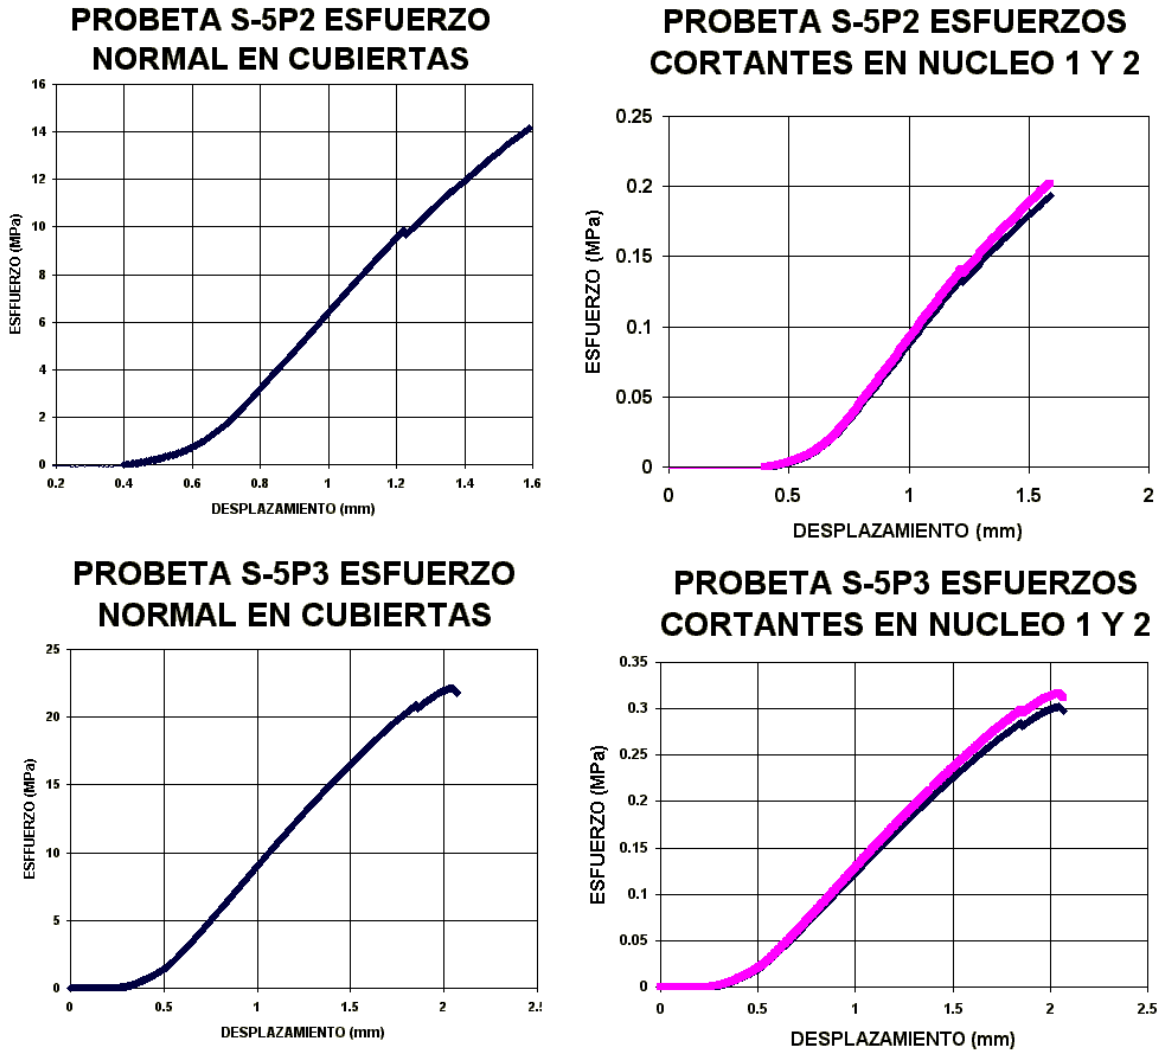 PROBETA S-5P2 ESFUERZO
NORMAL EN CUBIERTAS
16
14
12
10
8
6
4
2
0
0.2 0.4 0.6 0.8 1.0 1.2 1.4 1.6
ESFFUERZO (MPa)
DESPLAZAMIENTO (mm)
PROBETA S-5P2 ESFUERZOS
CORTANTES EN NUCLEO 1 Y 2
0.25
0.2
0.15
0.1
0.05
0
0 0.5 1 1.5 2
ESFUERZO (MPa)
DESPLAZAMIENTO (mm)
PROBETA S-5P3 ESFUERZO
NORMAL EN CUBIERTAS
25
20
15
10
5
0
0 0.5 1 1.5 2 2.5
ESFFUERZO (MPa)
DESPLAZAMIENTO (mm)
PROBETA S-5P3 ESFUERZOS
CORTANTES EN NUCLEO 1 Y 2
0.35
0.3
0.25
0.2
0.15
0.1
0.05
0
0 0.5 1 1.5 2 2.5
ESFUERZO (MPa)
DESPLAZAMIENTO (mm)